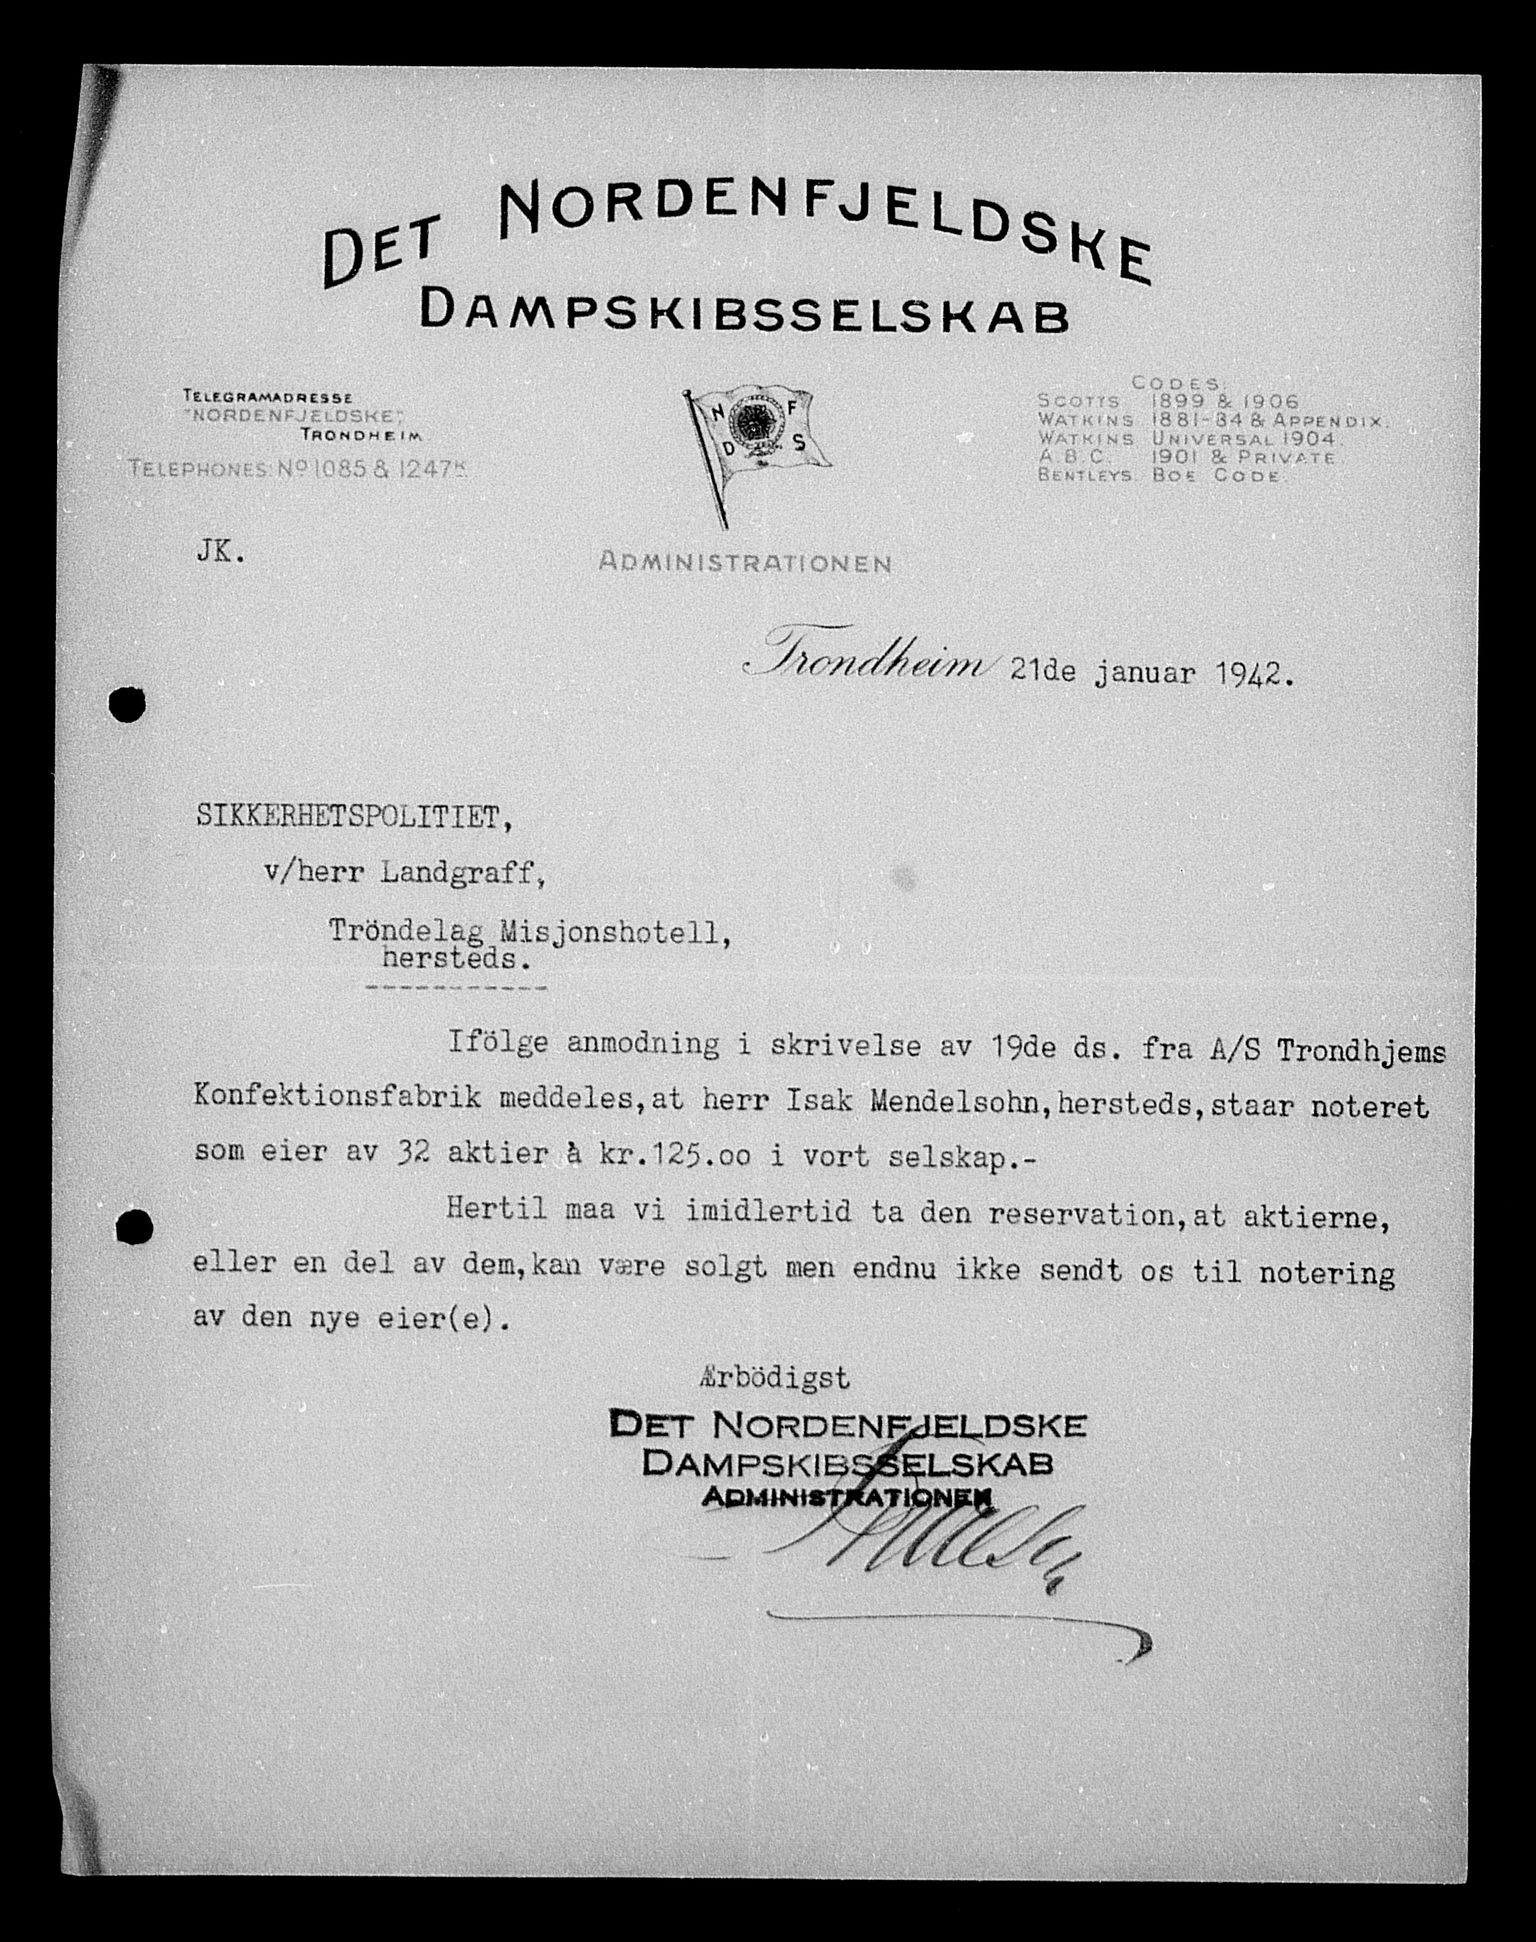 DET NORDENFJELDSKE
DAMPSKIBSSELSKAB
TELEGRAMADRESSE
"NORDENFJELDSKE",
TRONDHEIM
TELEPHONES: Nº 1085 & 1247
N F
D S
CODES:
SCOTTS 1899 & 1906
WATKINS 1881-84 & APPENDIX.
WATKINS UNIVERSAL 1904.
A.B.C. 1901 & PRIVATE.
BENTLEYS. BOE CODE.
JK.
ADMINISTRATIONEN
Trondheim 21de januar 1942.
SIKKERHETSPOLITIET,
v/herr Landgraff,
Tröndelag Misjonshotell,
hersteds.
-----------
Ifölge anmodning i skrivelse av 19de ds. fra A/S Trondhjems
Konfektionsfabrik meddeles,at herr Isak Mendelsohn,hersteds,staar noteret
som eier av 32 aktier à kr.125.oo i vort selskap.-
Hertil maa vi imidlertid ta den reservation,at aktierne,
eller en del av dem,kan være solgt men endnu ikke sendt os til notering
av den nye eier(e).
Ærbödigst
DET NORDENFJELDSKE
DAMPSKIBSSELSKAB
ADMINISTRATIONEN